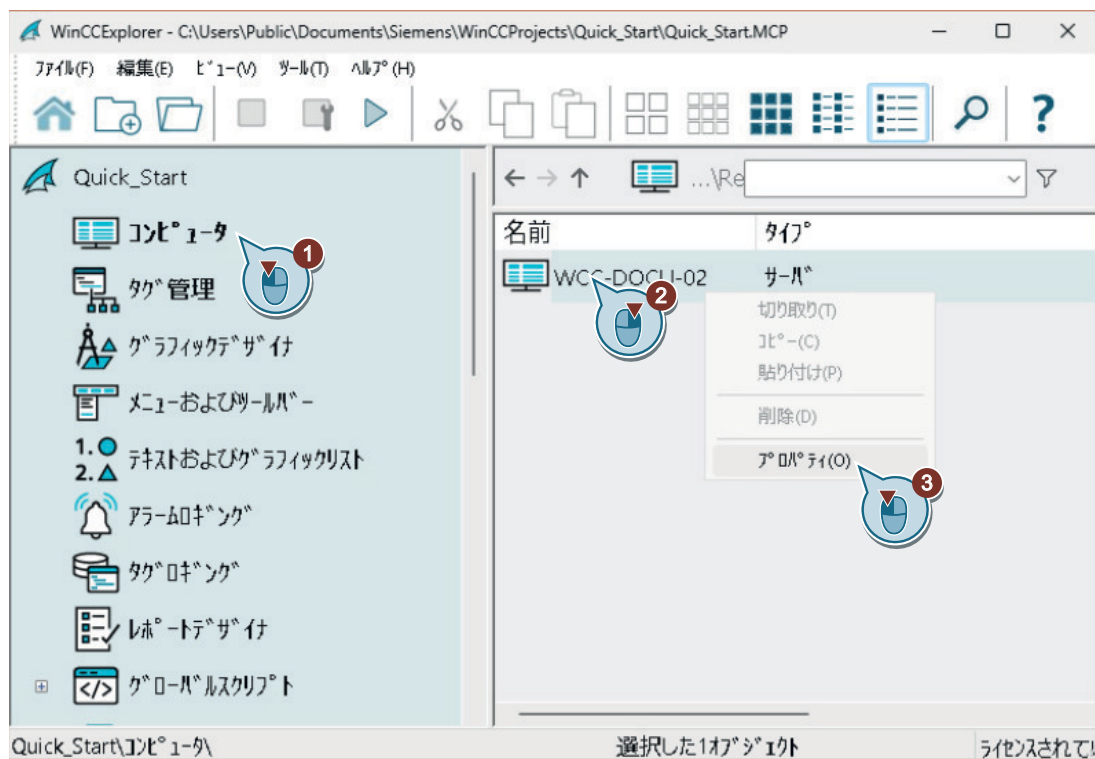 WinCCExplorer - C:\Users\Public\Documents\Siemens\WinCCProjects\Quick_Start\Quick_Start.MCP
ﾌｧｲﾙ(F) 編集(E) ﾋﾞｭｰ(V) ﾂｰﾙ(T) ﾍﾙﾌﾟ(H)
Quick_Start
...\Re
ｺﾝﾋﾟｭｰﾀ
名前 ﾀｲﾌﾟ
1
WCC-DOCLI-02 ｻｰﾊﾞ
ﾀｸﾞ管理
2
切り取り(T)
ｺﾋﾟｰ(C)
ｸﾞﾗﾌｨｯｸﾃﾞｻﾞｲﾅ
貼り付け(P)
ﾒﾆｭｰおよびﾂｰﾙﾊﾞｰ
削除(D)
1.
2.
ﾃｷｽﾄおよびｸﾞﾗﾌｨｯｸﾘｽﾄ
ﾌﾟﾛﾊﾟﾃｨ(O)
3
ｱﾗｰﾑﾛｷﾞﾝｸﾞ
ﾀｸﾞﾛｷﾞﾝｸﾞ
ﾚﾎﾟｰﾄﾃﾞｻﾞｲﾅ
ｸﾞﾛｰﾊﾞﾙｽｸﾘﾌﾟﾄ
Quick_Start\ｺﾝﾋﾟｭｰﾀ\ 選択した1ｵﾌﾞｼﾞｪｸﾄ ﾗｲｾﾝｽされて